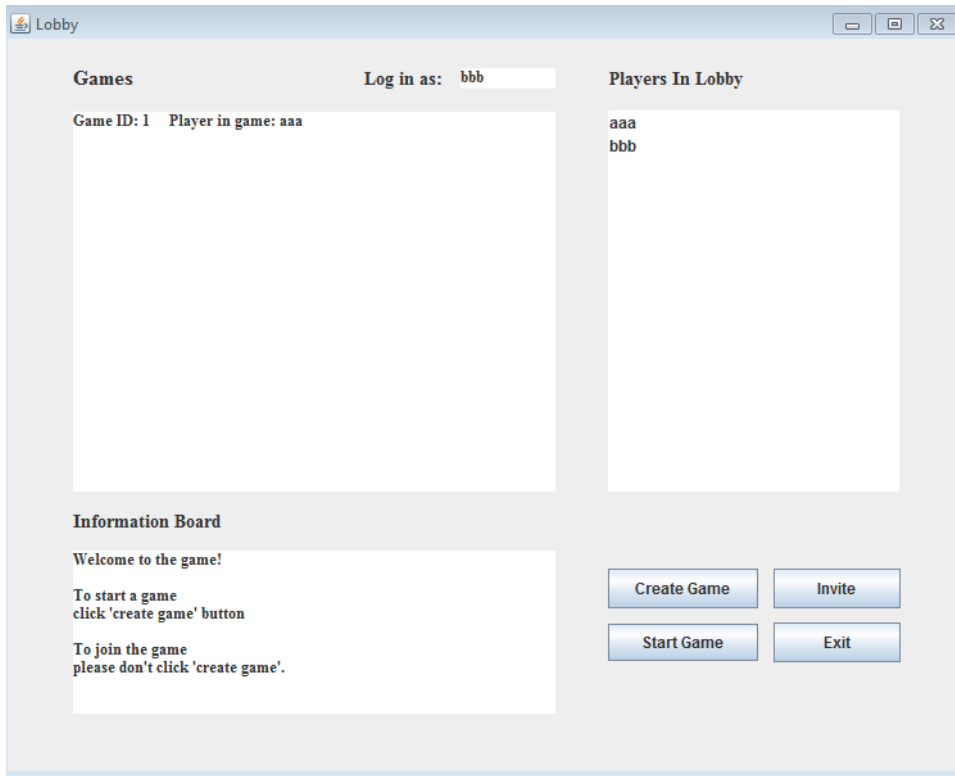 Lobby
Games
Log in as: bbb
Players In Lobby
Game ID: 1 Player in game: aaa
aaa
bbb
Information Board
Welcome to the game!
To start a game
click 'create game' button
To join the game
please don't click 'create game'.
Create Game
Invite
Start Game
Exit